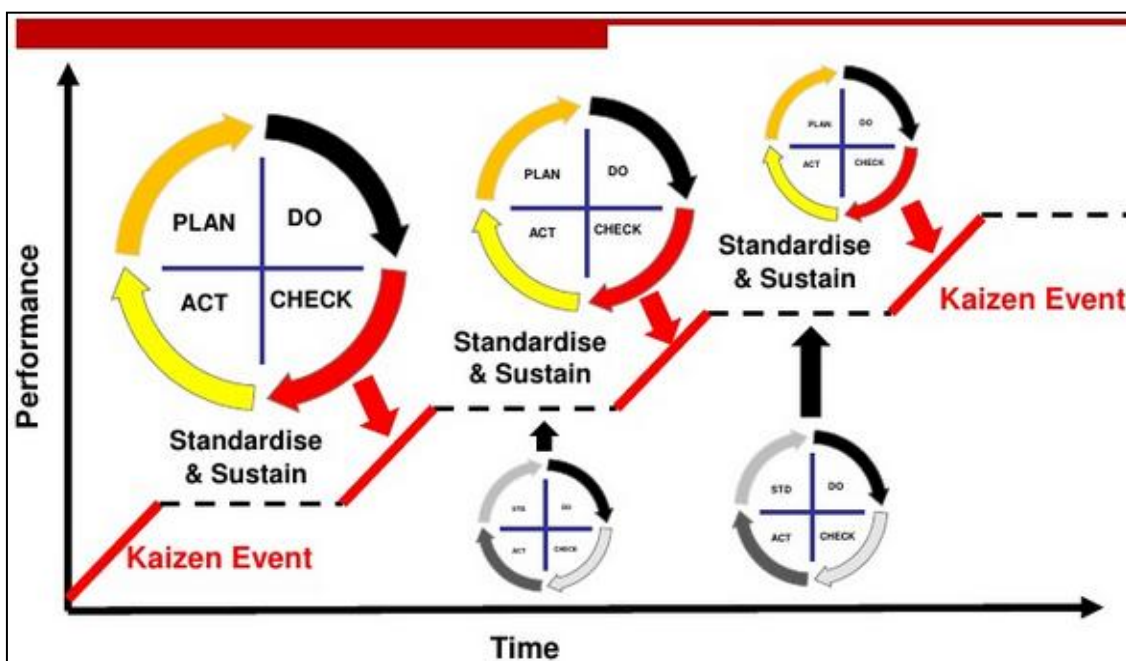 Performance
PLAN
DO
ACT
CHECK
Standardise
& Sustain
Kaizen Event
PLAN
DO
ACT
CHECK
Standardise
& Sustain
STD
DO
ACT
CHECK
PLAN
DO
ACT
CHECK
Standardise
& Sustain
Kaizen Event
STD
DO
ACT
CHECK
Time